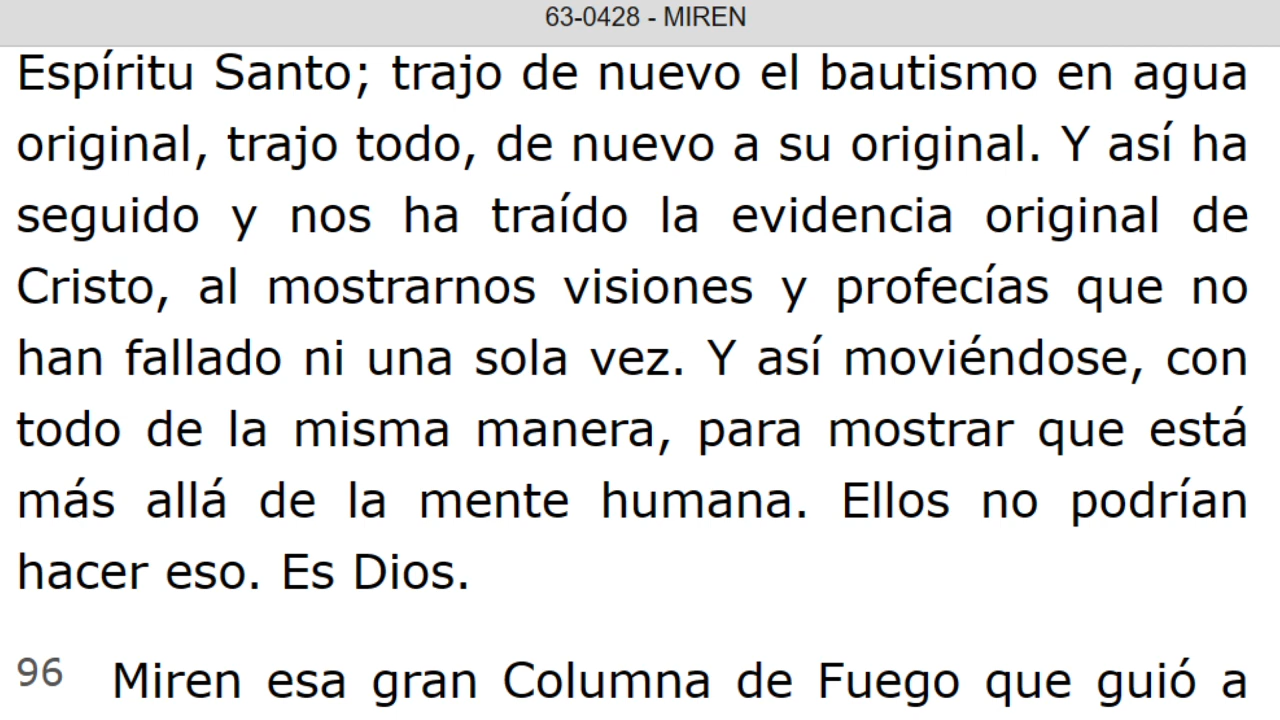 63-0428 - MIREN
Espíritu Santo; trajo de nuevo el bautismo en agua
original, trajo todo, de nuevo a su original. Y así ha
seguido y nos ha traído la evidencia original de
Cristo, al mostrarnos visiones y profecías que no
han fallado ni una sola vez. Y así moviéndose, con
todo de la misma manera, para mostrar que está
más allá de la mente humana. Ellos no podrían
hacer eso. Es Dios.
96 Miren esa gran Columna de Fuego que guió a